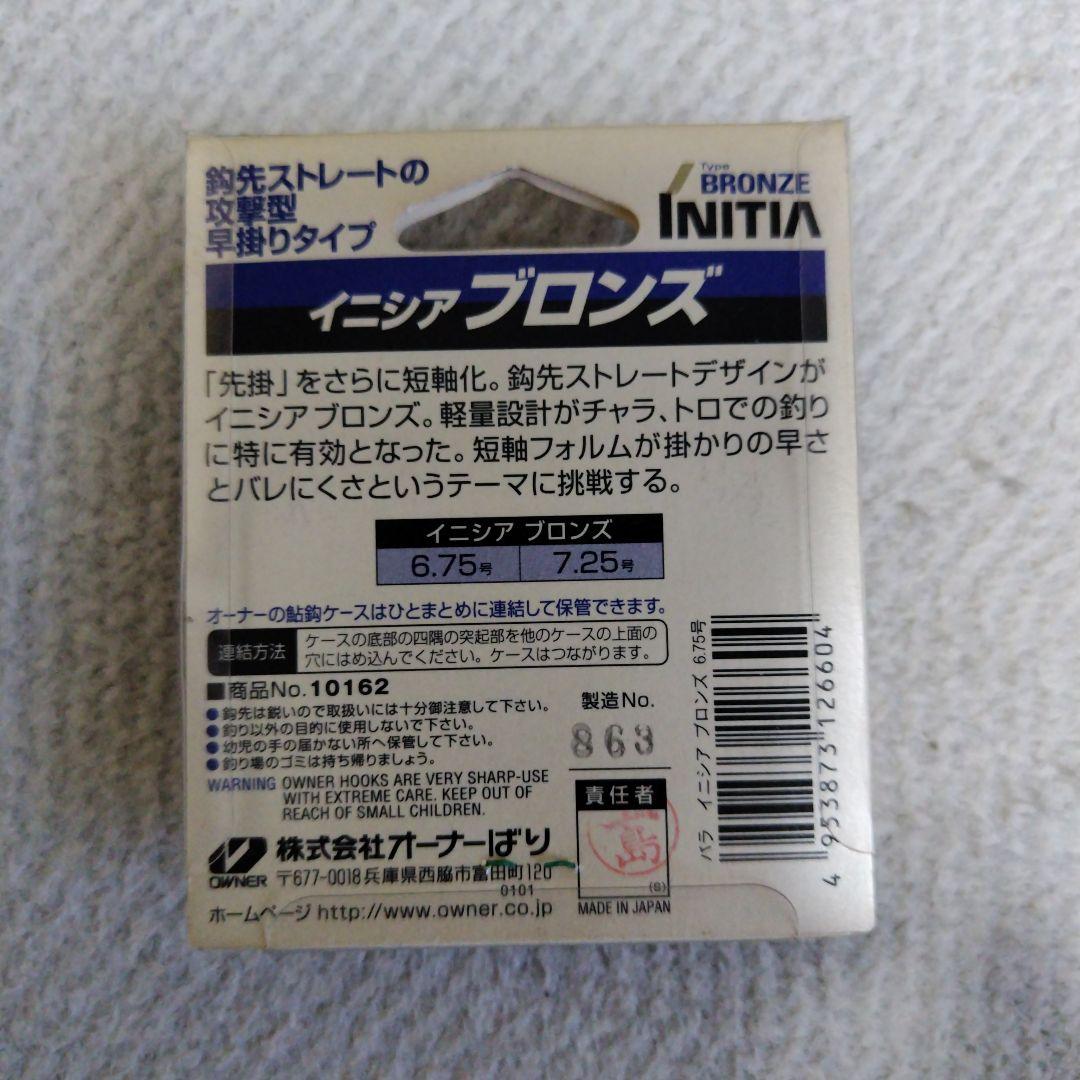 鈎先ストレートの
攻撃型
早掛りタイプ
Type
BRONZE
INITIA
イニシア ブロンズ
「先掛」をさらに短軸化。鈎先ストレートデザインが
イニシア ブロンズ。軽量設計がチャラ、トロでの釣り
に特に有効となった。短軸フォルムが掛かりの早さ
とバレにくさというテーマに挑戦する。
イニシア ブロンズ
6.75号 7.25号
オーナーの鮎鈎ケースはひとまとめに連結して保管できます。
連結方法
ケースの底部の四隅の突起部を他のケースの上面の
穴にはめ込んでください。ケースはつながります。
■商品No.10162
●鈎先は鋭いので取扱いには十分御注意して下さい。
●釣り以外の目的に使用しないで下さい。
●幼児の手の届かない所へ保管して下さい。
●釣り場のゴミは持ち帰りましょう。
WARNING OWNER HOOKS ARE VERY SHARP-USE
WITH EXTREME CARE. KEEP OUT OF
REACH OF SMALL CHILDREN.
OWNER
株式会社オーナーばり
〒677-0018 兵庫県西脇市富田町120
0101
ホームページ http://www.owner.co.jp
製造No.
863
責任者
(S)
MADE IN JAPAN
バラ イニシア ブロンズ 6.75号
4 953873 126604